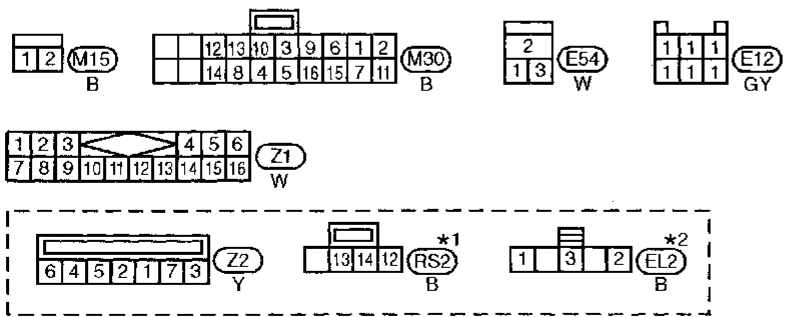 1 2 M15 B
12 13 10 3 9 6 1 2
14 8 4 5 16 15 7 11 M30 B
2
1 3 E54 W
1 1 1
1 1 1 E12 GY
1 2 3 4 5 6
7 8 9 10 11 12 13 14 15 16 Z1 W
6 4 5 2 1 7 3 Z2 Y
*1
13 14 12 RS2 B
*2
1 3 2 EL2 B